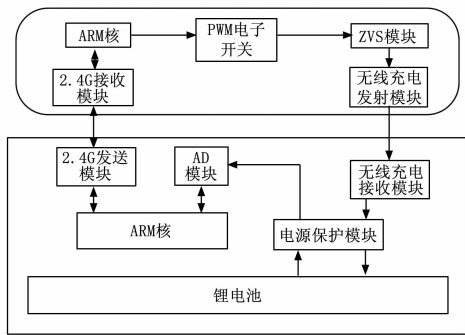 ARM核
PWM电子
开关
ZVS模块
2.4G接收
模块
无线充电
发射模块
2.4G发送
模块
AD
模块
无线充电
接收模块
ARM核
电源保护模块
锂电池